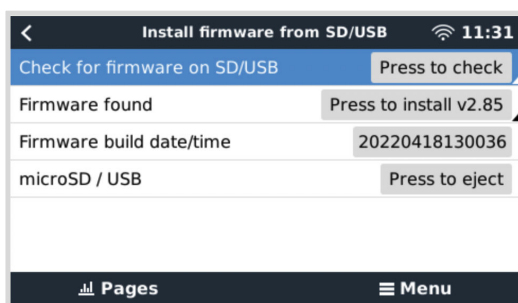 Install firmware from SD/USB 11:31
Check for firmware on SD/USB Press to check
Firmware found Press to install v2.85
Firmware build date/time 20220418130036
microSD / USB Press to eject
Pages Menu